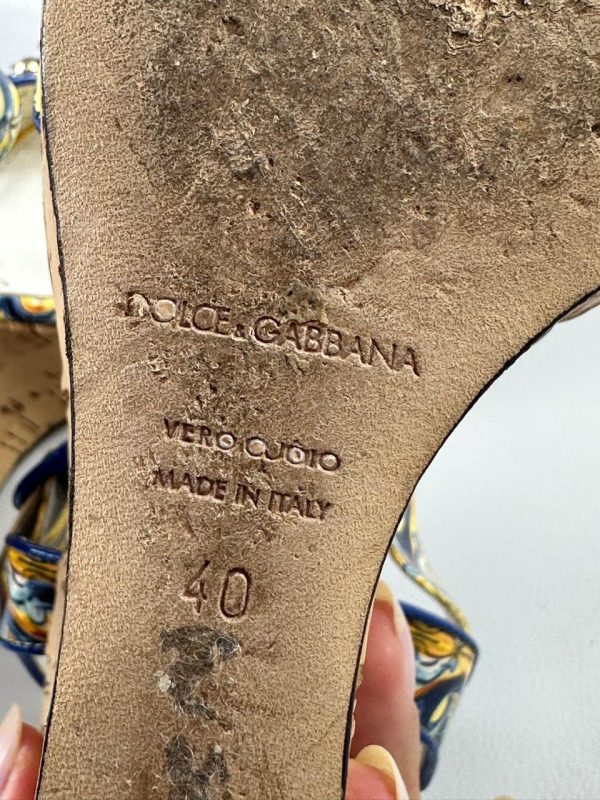 DOLCE & GABBANA
VERO CUOIO
MADE IN ITALY
40